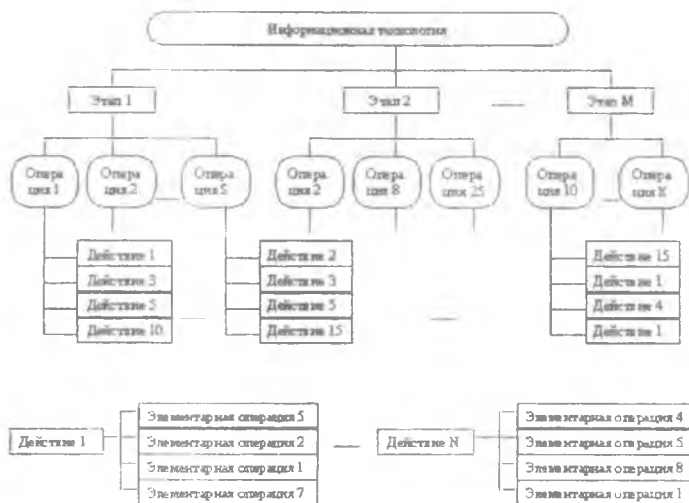 Информационная технология
Этап 1
Этап 2
Этап M
Опера
ция 1
Опера
ция 2
Опера
ция S
Опера
ция 2
Опера
ция 8
Опера
ция 25
Опера
ция 10
Опера
ция K
Действие 1
Действие 3
Действие 5
Действие 10
Действие 2
Действие 3
Действие 5
Действие 15
Действие 15
Действие 1
Действие 4
Действие 1
Действие 1
Элементарная операция 5
Элементарная операция 2
Элементарная операция 1
Элементарная операция 7
Действие N
Элементарная операция 4
Элементарная операция 5
Элементарная операция 8
Элементарная операция 1